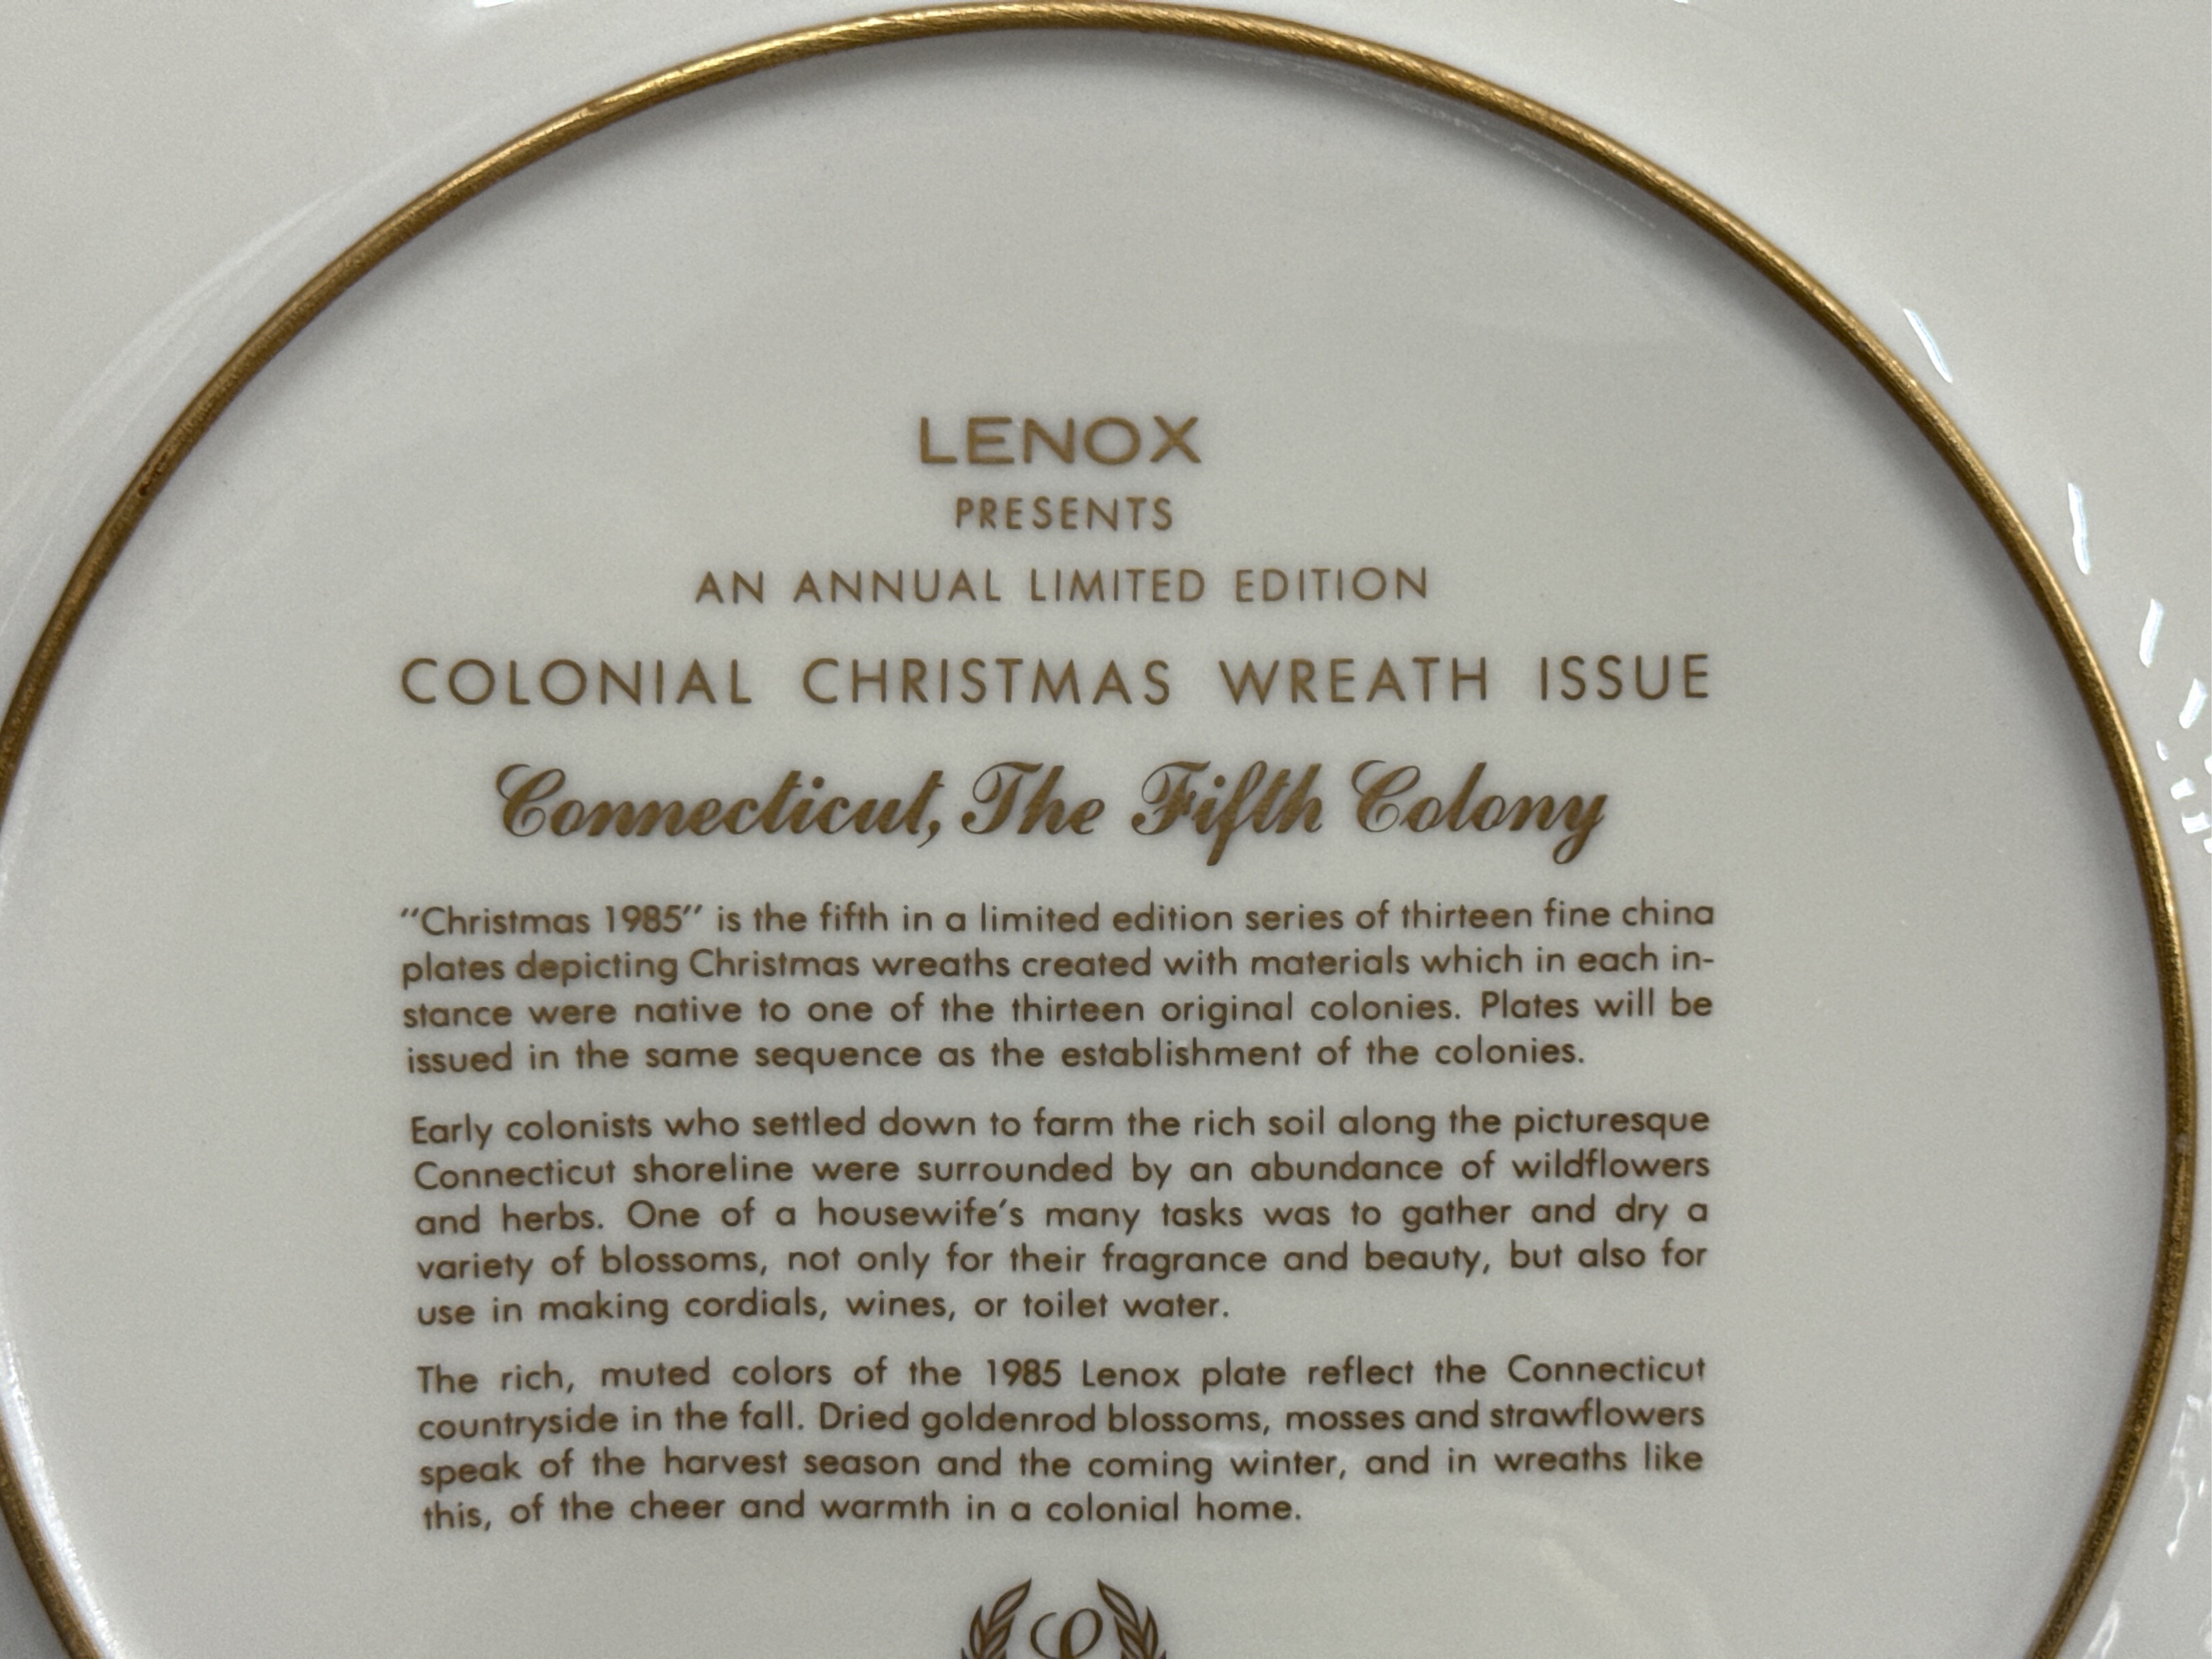 LENOX
PRESENTS
AN ANNUAL LIMITED EDITION
COLONIAL CHRISTMAS WREATH ISSUE
Connecticut, The Fifth Colony
"Christmas 1985" is the fifth in a limited edition series of thirteen fine china
plates depicting Christmas wreaths created with materials which in each in-
stance were native to one of the thirteen original colonies. Plates will be
issued in the same sequence as the establishment of the colonies.
Early colonists who settled down to farm the rich soil along the picturesque
Connecticut shoreline were surrounded by an abundance of wildflowers
and herbs. One of a housewife's many tasks was to gather and dry a
variety of blossoms, not only for their fragrance and beauty, but also for
use in making cordials, wines, or toilet water.
The rich, muted colors of the 1985 Lenox plate reflect the Connecticut
countryside in the fall. Dried goldenrod blossoms, mosses and strawflowers
speak of the harvest season and the coming winter, and in wreaths like
this, of the cheer and warmth in a colonial home.
L